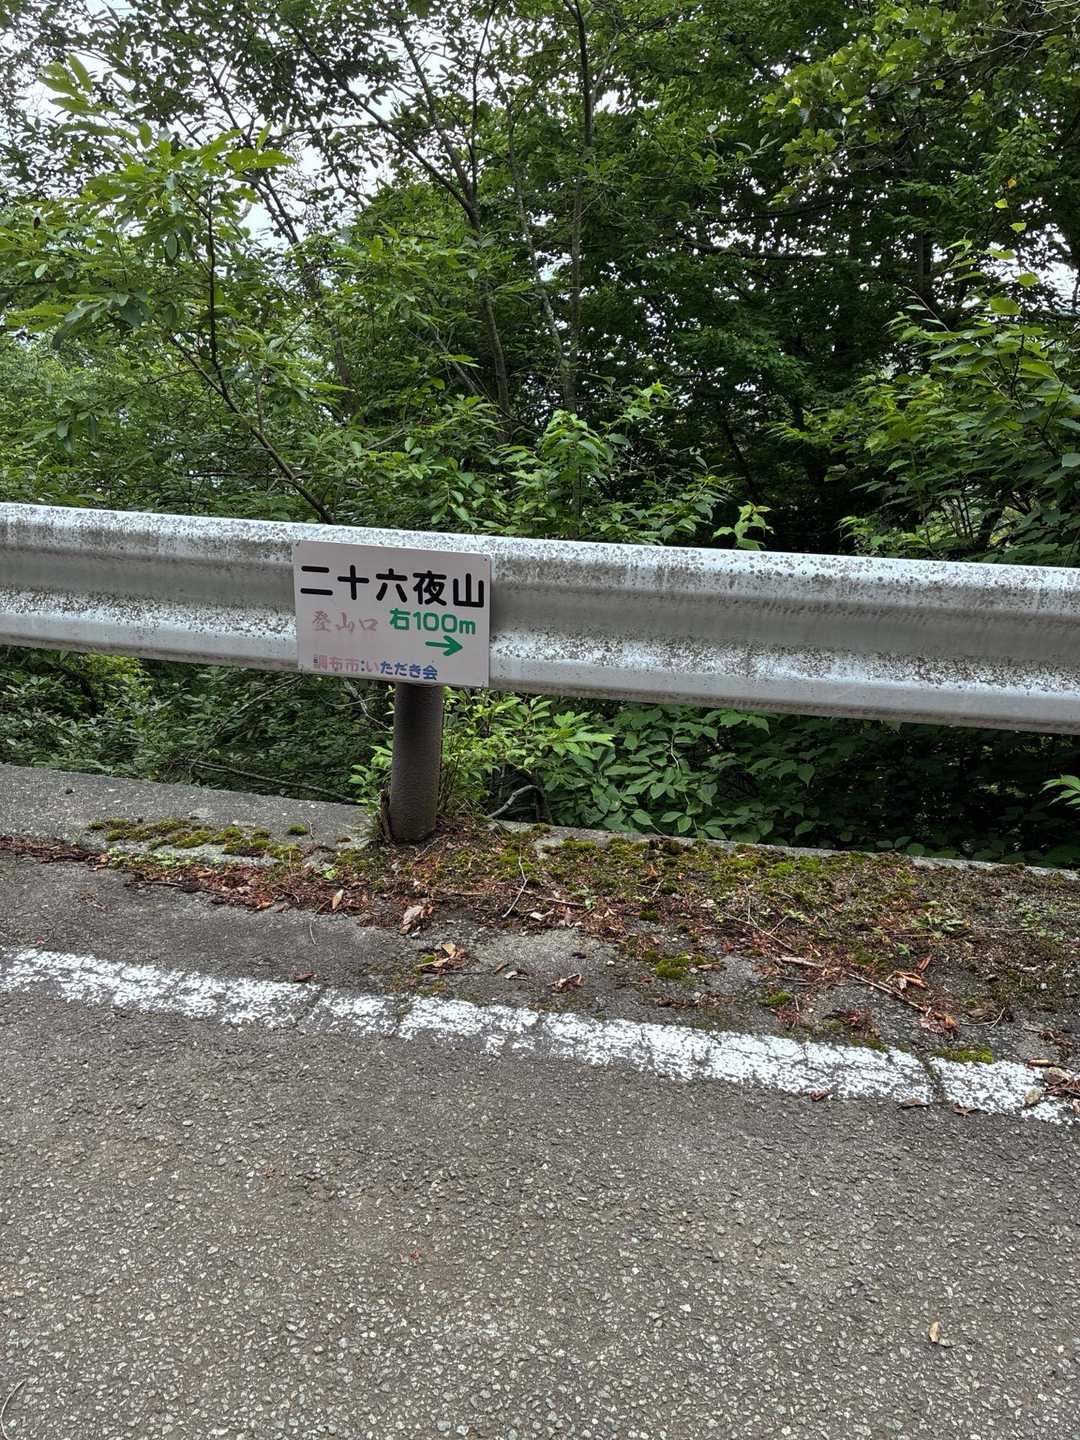 二十六夜山
登山口 右100m
→
調布市:いただき会